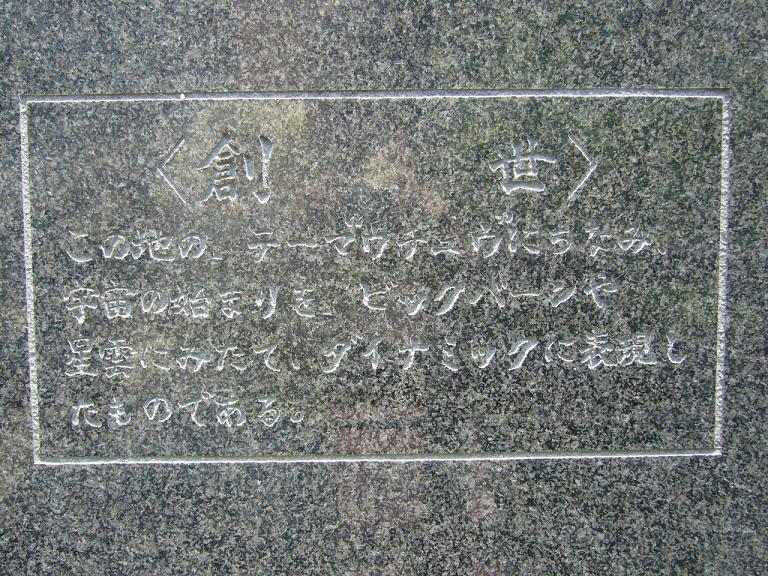 〈創 世〉
この地の、テーマ〝ウチュウ〟にちなみ、
宇宙の始まりを、ビックバーンや
星雲にみたて、ダイナミックに表現し
たものである。